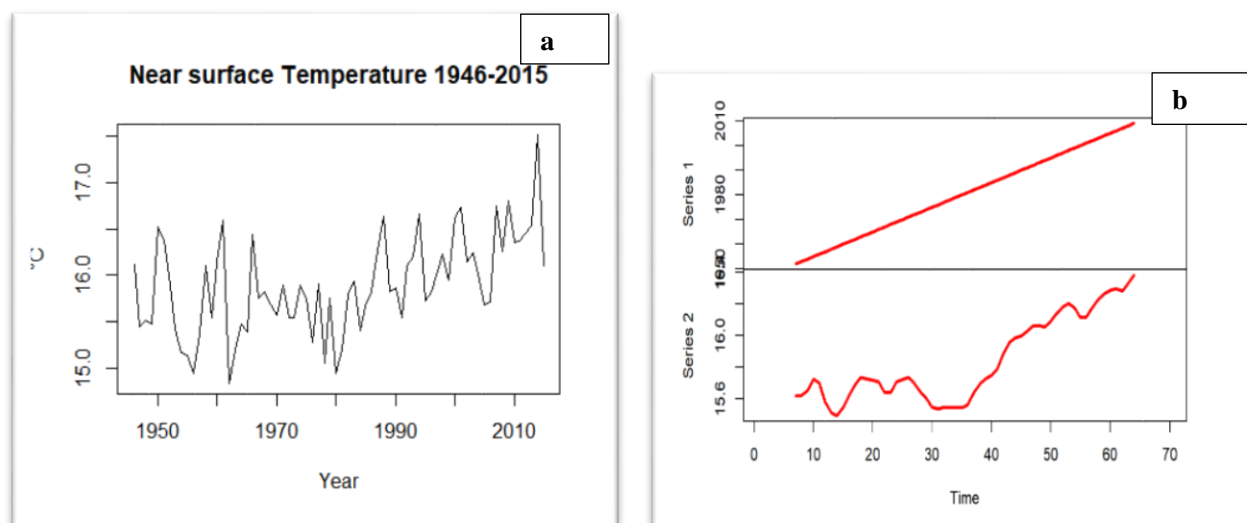 a
Near surface Temperature 1946-2015
°C
17.0
16.0
15.0
1950 1970 1990 2010
Year
b
Series 1
2010
1980
Series 2
16.0
15.6
0 10 20 30 40 50 60 70
Time